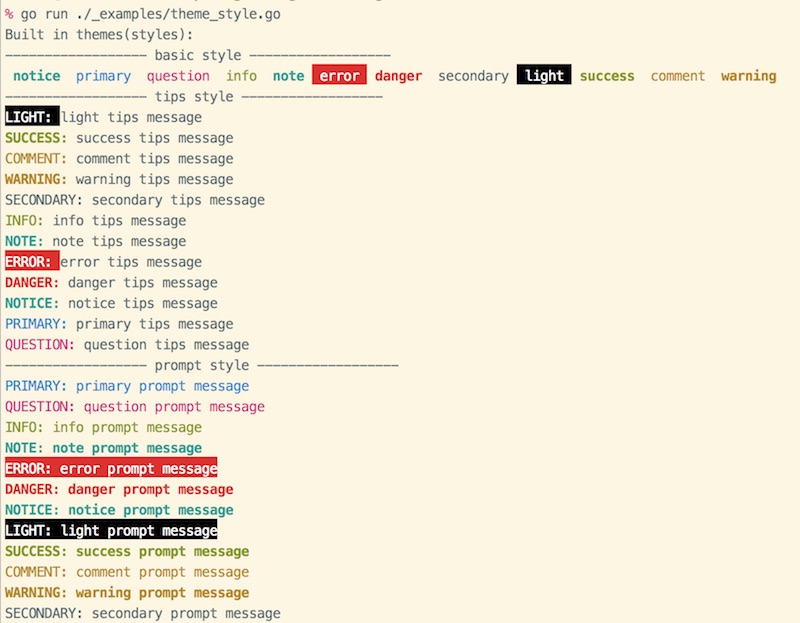 % go run ./_examples/theme_style.go
Built in themes(styles):
------------------ basic style ------------------
notice  primary  question  info  note  error  danger  secondary  light  success  comment  warning
------------------ tips style ------------------
LIGHT: light tips message
SUCCESS: success tips message
COMMENT: comment tips message
WARNING: warning tips message
SECONDARY: secondary tips message
INFO: info tips message
NOTE: note tips message
ERROR: error tips message
DANGER: danger tips message
NOTICE: notice tips message
PRIMARY: primary tips message
QUESTION: question tips message
------------------ prompt style ------------------
PRIMARY: primary prompt message
QUESTION: question prompt message
INFO: info prompt message
NOTE: note prompt message
ERROR: error prompt message
DANGER: danger prompt message
NOTICE: notice prompt message
LIGHT: light prompt message
SUCCESS: success prompt message
COMMENT: comment prompt message
WARNING: warning prompt message
SECONDARY: secondary prompt message